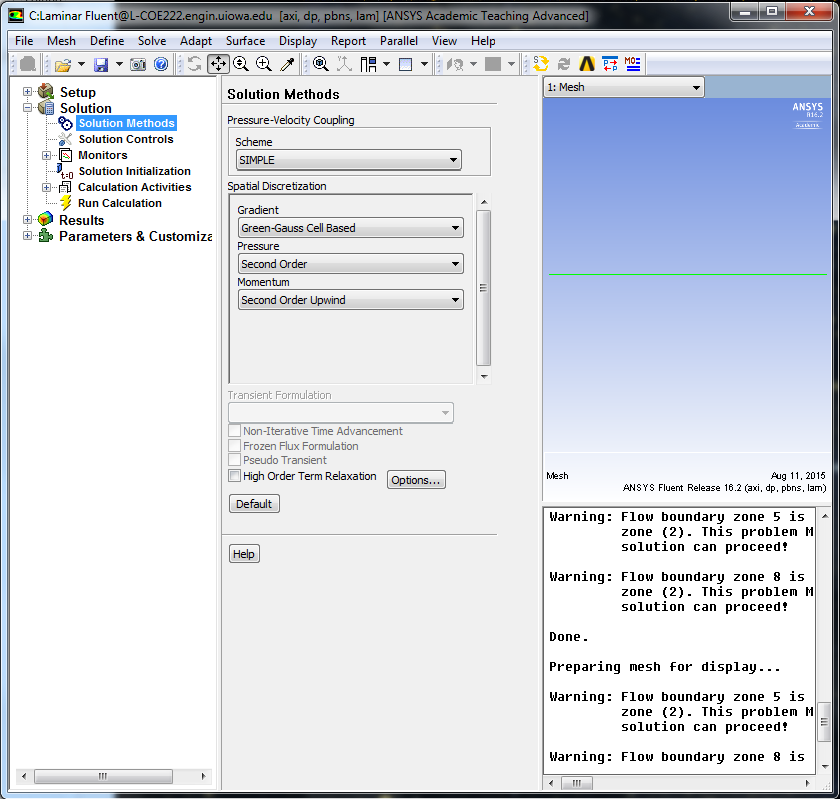 C:Laminar Fluent@L-COE222.engin.uiowa.edu [axi, dp, pbns, lam] [ANSYS Academic Teaching Advanced]
File Mesh Define Solve Adapt Surface Display Report Parallel View Help
Setup
Solution
Solution Methods
Solution Controls
Monitors
Solution Initialization
Calculation Activities
Run Calculation
Results
Parameters & Customiza
Solution Methods
Pressure-Velocity Coupling
Scheme
SIMPLE
Spatial Discretization
Gradient
Green-Gauss Cell Based
Pressure
Second Order
Momentum
Second Order Upwind
Transient Formulation
Non-Iterative Time Advancement
Frozen Flux Formulation
Pseudo Transient
High Order Term Relaxation
Options...
Default
Help
1: Mesh
ANSYS
R16.2
Academic
Mesh
Aug 11, 2015
ANSYS Fluent Release 16.2 (axi, dp, pbns, lam)
Warning: Flow boundary zone 5 is
zone (2). This problem M
solution can proceed!
Warning: Flow boundary zone 8 is
zone (2). This problem M
solution can proceed!
Done.
Preparing mesh for display...
Warning: Flow boundary zone 5 is
zone (2). This problem M
solution can proceed!
Warning: Flow boundary zone 8 is